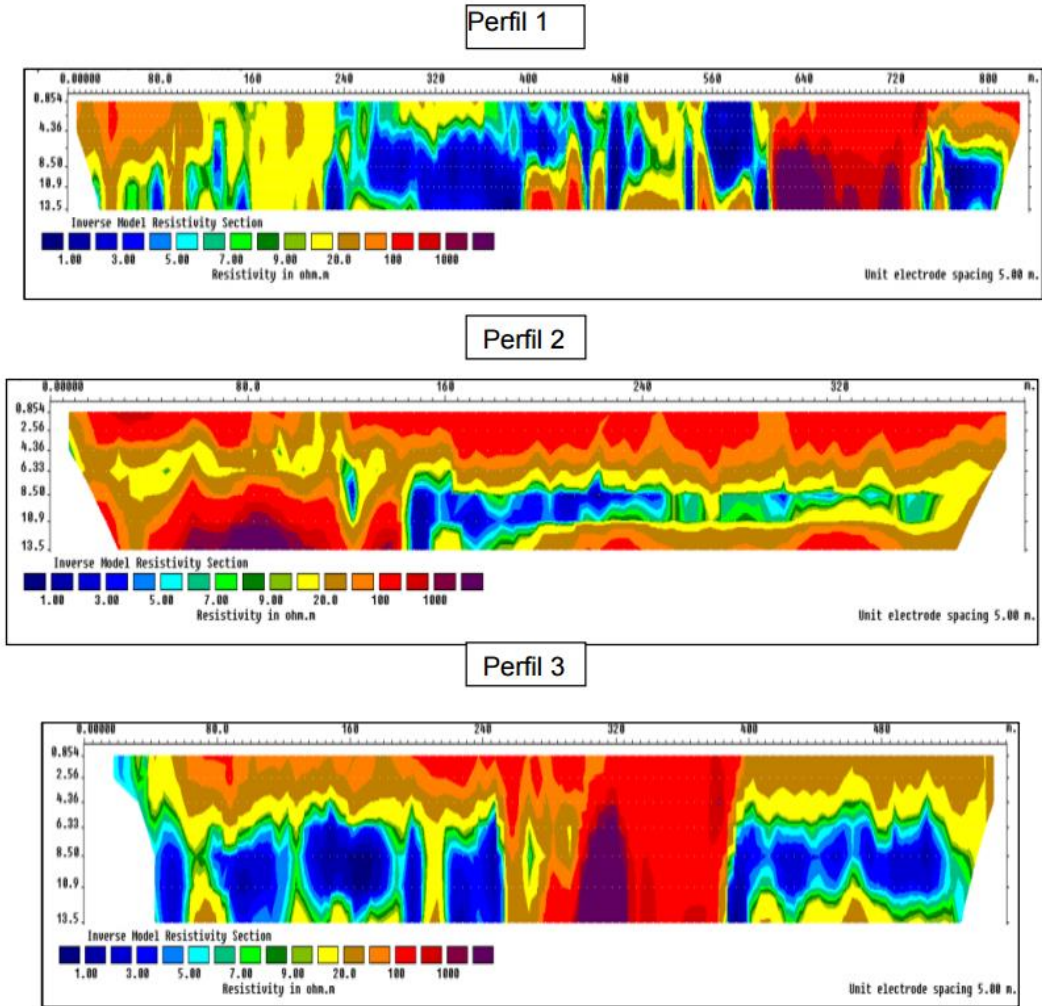 Perfil 1
0.00000 80.0 160 240 320 400 480 560 640 720 800 m.
0.854
4.36
8.50
10.9
13.5
Inverse Model Resistivity Section
1.00 3.00 5.00 7.00 9.00 20.0 100 1000
Resistivity in ohm.m
Unit electrode spacing 5.00 m.
Perfil 2
0.00000 80.0 160 240 320 m.
0.854
2.56
4.36
6.33
8.58
10.9
13.5
Inverse Model Resistivity Section
1.00 3.00 5.00 7.00 9.00 20.0 100 1000
Resistivity in ohm.m
Unit electrode spacing 5.00 m.
Perfil 3
0.00000 80.0 160 240 320 400 480 m.
0.854
2.56
4.36
6.33
8.50
10.9
13.5
Inverse Model Resistivity Section
1.00 3.00 5.00 7.00 9.00 20.0 100 1000
Resistivity in ohm.m
Unit electrode spacing 5.00 m.